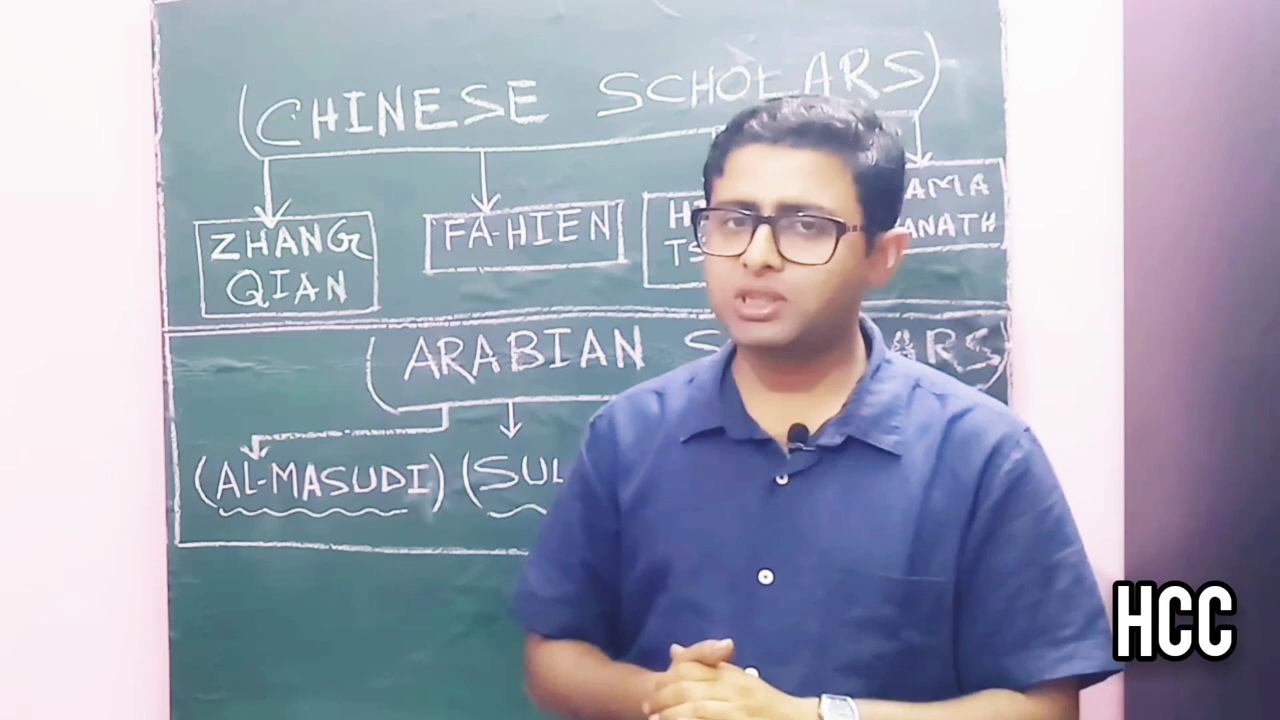 (CHINESE SCHOLARS)
ZHANG
QIAN
FA-HIEN
ARABIAN
(AL-MASUDI)
HCC